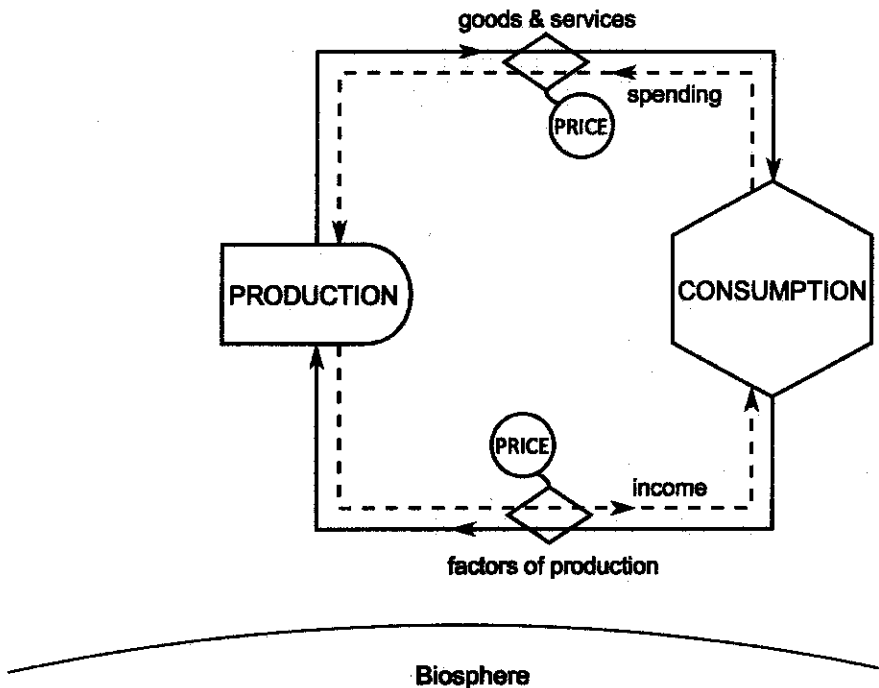 goods & services
spending
PRICE
PRODUCTION
CONSUMPTION
PRICE
income
factors of production
Biosphere